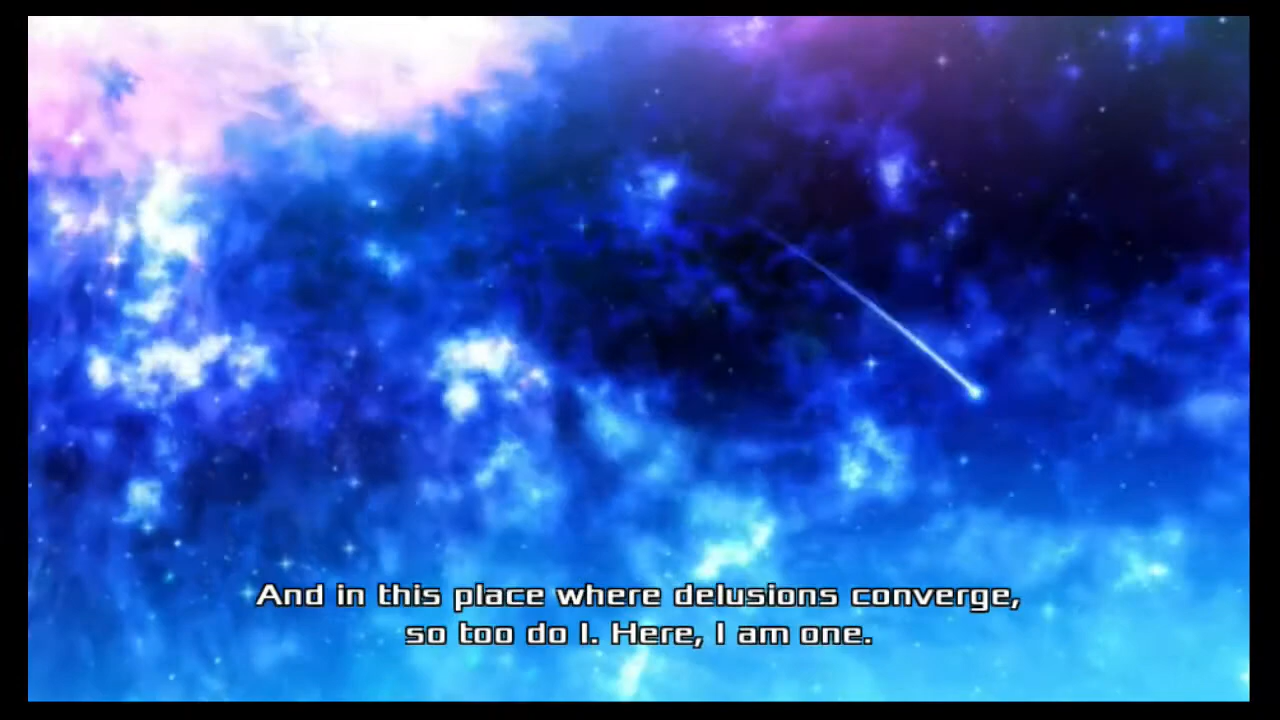 And in this place where delusions converge,
so too do I. Here, I am one.